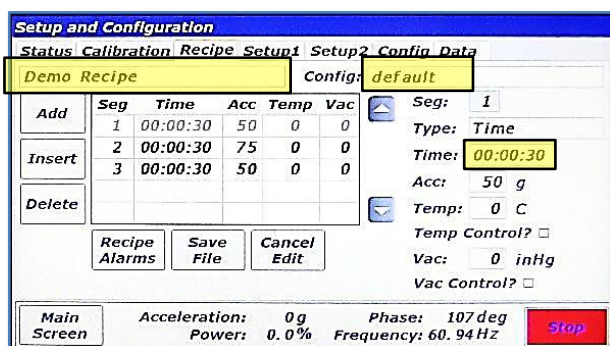 Setup and Configuration
Status Calibration Recipe Setup1 Setup2 Config Data
Demo Recipe Config: default
Add
Insert
Delete
Seg Time Acc Temp Vac
1 00:00:30 50 0 0
2 00:00:30 75 0 0
3 00:00:30 50 0 0
Seg: 1
Type: Time
Time: 00:00:30
Acc: 50 g
Temp: 0 C
Temp Control?
Vac: 0 inHg
Vac Control?
Recipe Alarms
Save File
Cancel Edit
Main Screen
Acceleration: 0 g Phase: 107 deg
Power: 0.0% Frequency: 60.94 HZ
Stop